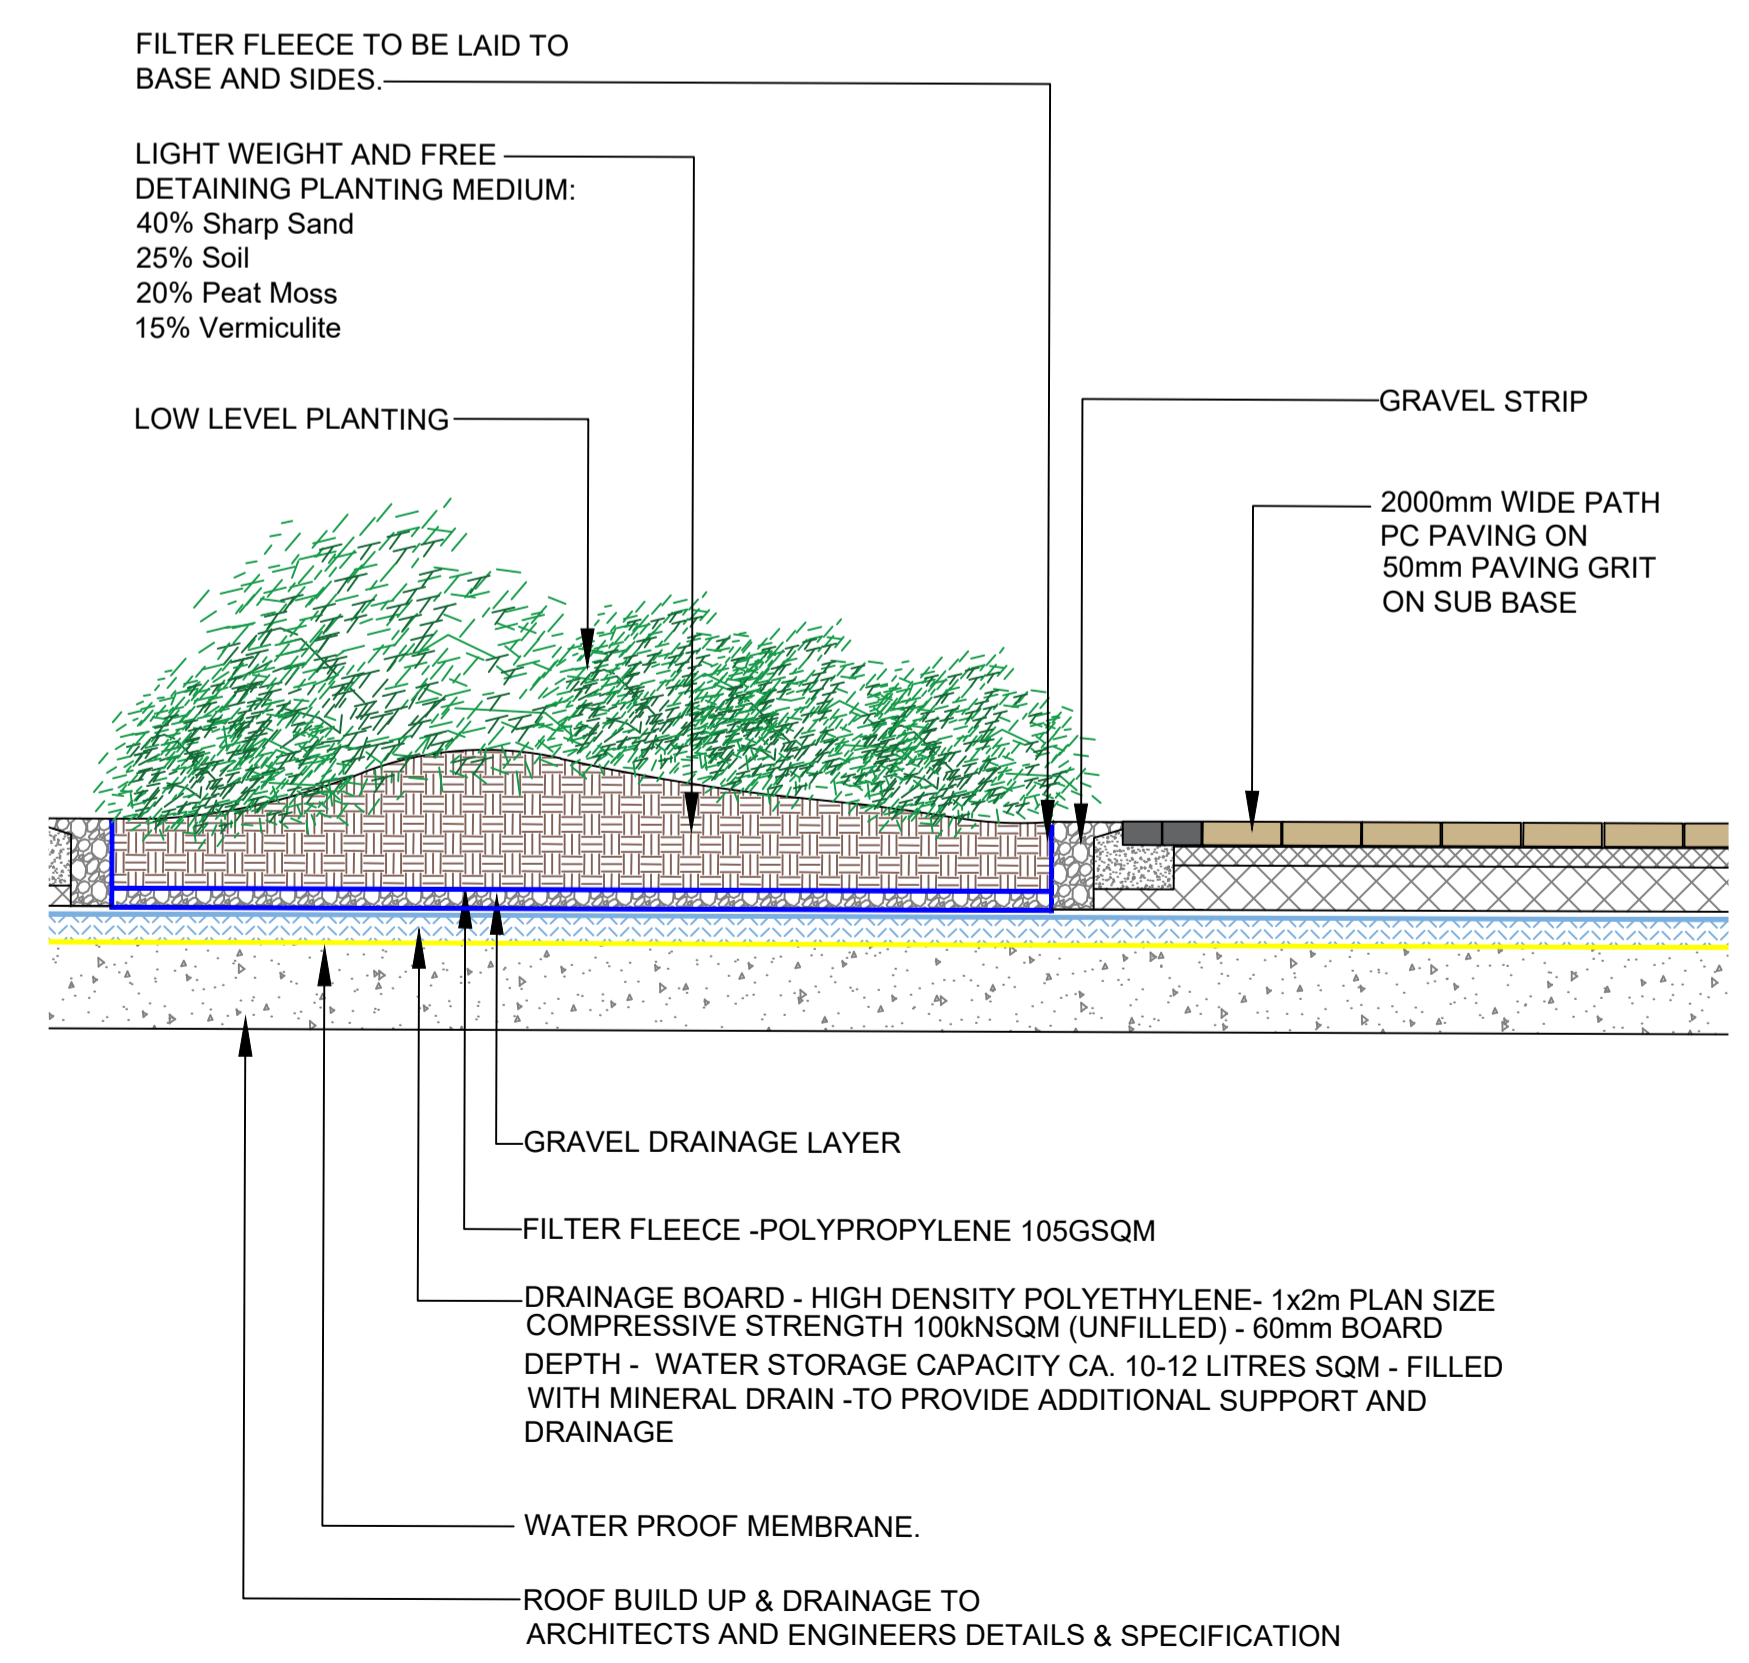 FILTER FLEECE TO BE LAID TO
BASE AND SIDES.
LIGHT WEIGHT AND FREE
DETAINING PLANTING MEDIUM:
40% Sharp Sand
25% Soil
20% Peat Moss
15% Vermiculite
LOW LEVEL PLANTING
GRAVEL STRIP
2000mm WIDE PATH
PC PAVING ON
50mm PAVING GRIT
ON SUB BASE
GRAVEL DRAINAGE LAYER
FILTER FLEECE -POLYPROPYLENE 105GSQM
DRAINAGE BOARD - HIGH DENSITY POLYETHYLENE- 1x2m PLAN SIZE
COMPRESSIVE STRENGTH 100kNSQM (UNFILLED) - 60mm BOARD
DEPTH - WATER STORAGE CAPACITY CA. 10-12 LITRES SQM - FILLED
WITH MINERAL DRAIN -TO PROVIDE ADDITIONAL SUPPORT AND
DRAINAGE
WATER PROOF MEMBRANE.
ROOF BUILD UP & DRAINAGE TO
ARCHITECTS AND ENGINEERS DETAILS & SPECIFICATION